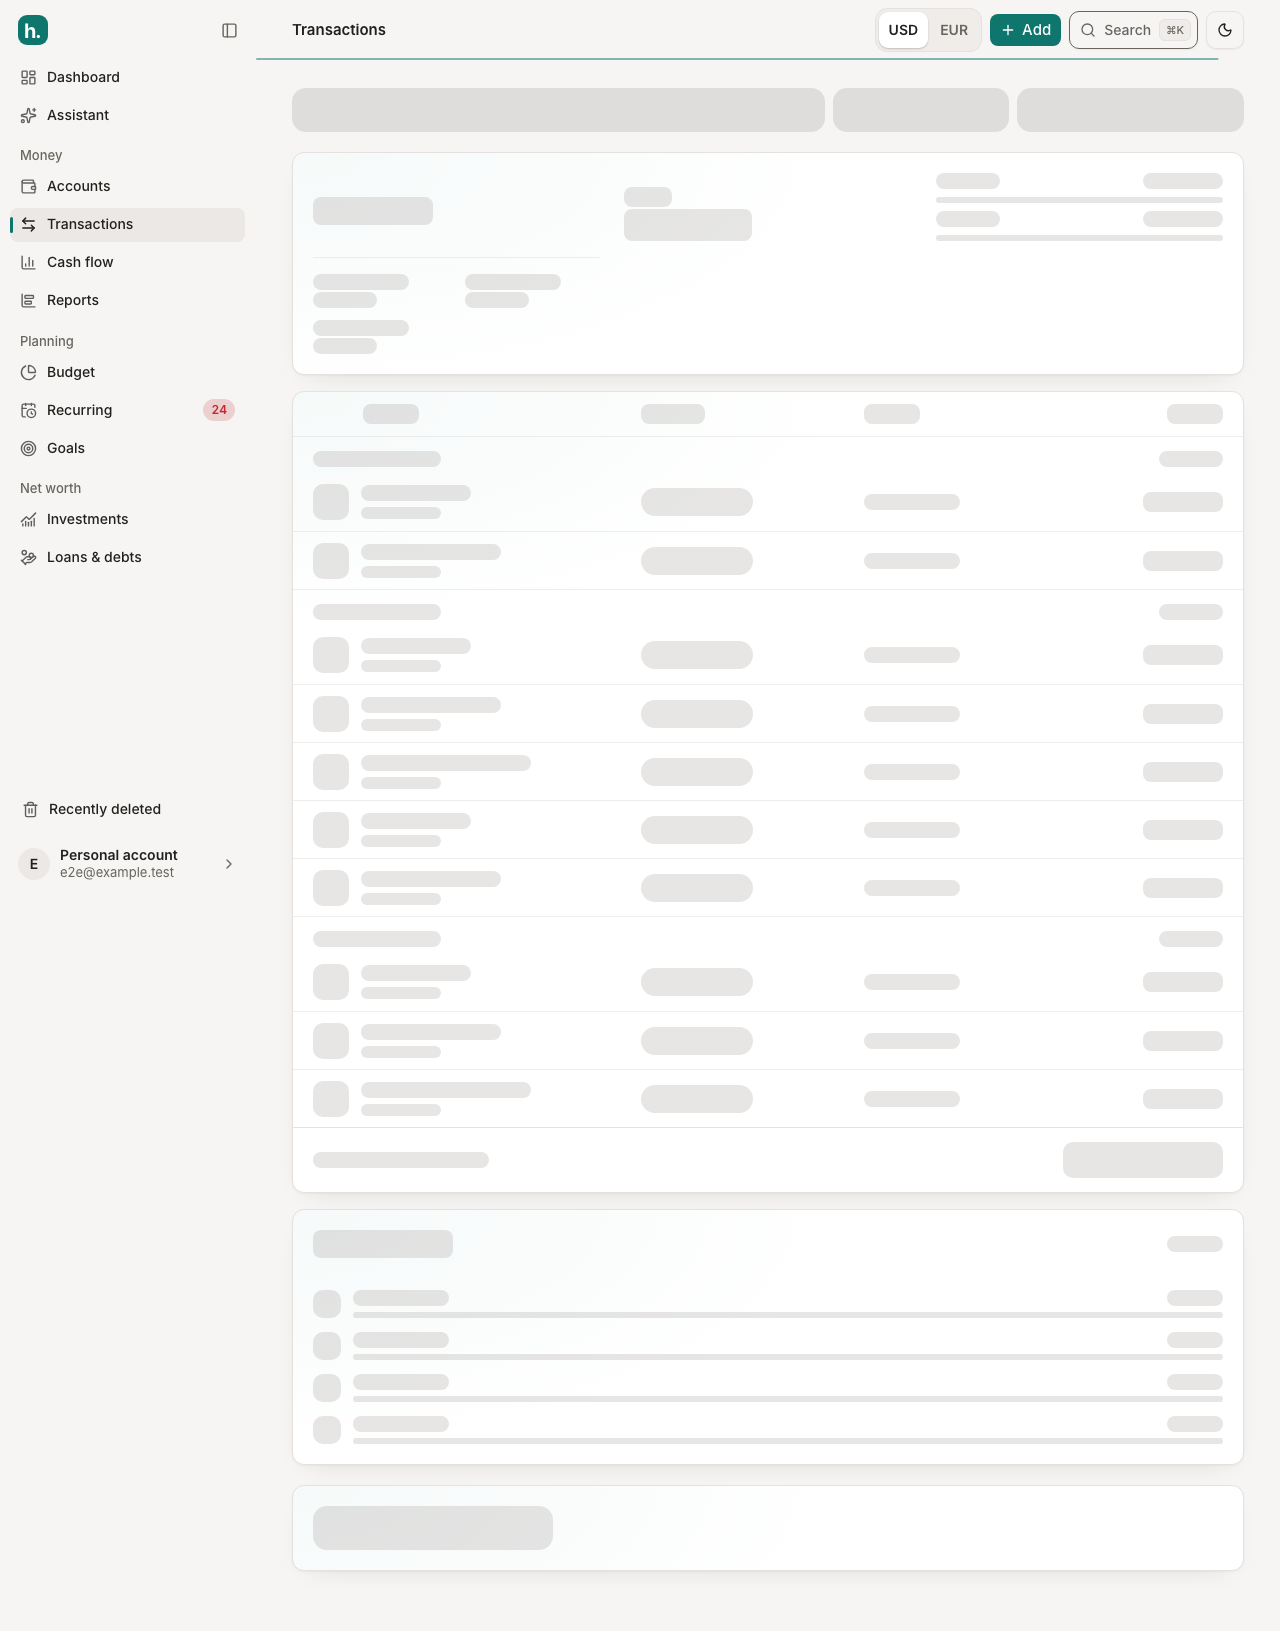 h.
Dashboard
Assistant
Money
Accounts
Transactions
Cash flow
Reports
Planning
Budget
Recurring 24
Goals
Net worth
Investments
Loans & debts
Recently deleted
E
Personal account
e2e@example.test
Transactions
USD EUR
Add
Search ⌘K